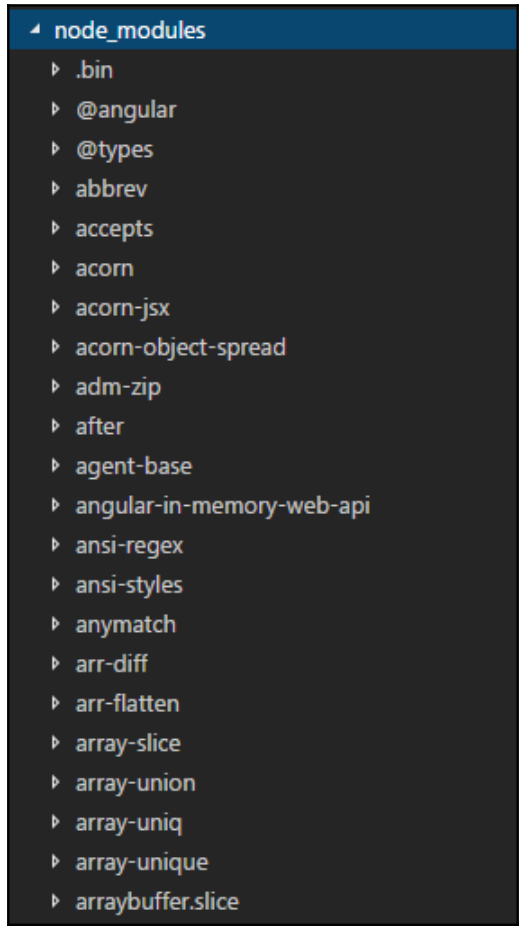 node_modules
.bin
@angular
@types
abbrev
accepts
acorn
acorn-jsx
acorn-object-spread
adm-zip
after
agent-base
angular-in-memory-web-api
ansi-regex
ansi-styles
anymatch
arr-diff
arr-flatten
array-slice
array-union
array-uniq
array-unique
arraybuffer.slice